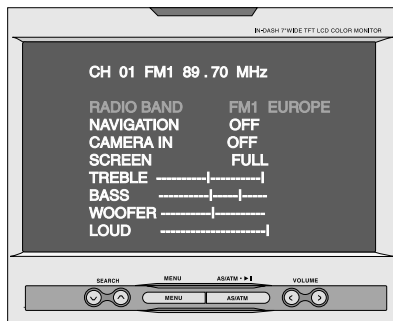 IN-DASH 7"WIDE TFT LCD COLOR MONITOR
CH 01 FM1 89.70 MHz
RADIO BAND FM1 EUROPE
NAVIGATION OFF
CAMERA IN OFF
SCREEN FULL
TREBLE ----------I----------I
BASS ----------I-----I-----
WOOFER ----------I----------
LOUD --------------------I
SEARCH MENU AS/ATM • ►❙ VOLUME
MENU AS/ATM